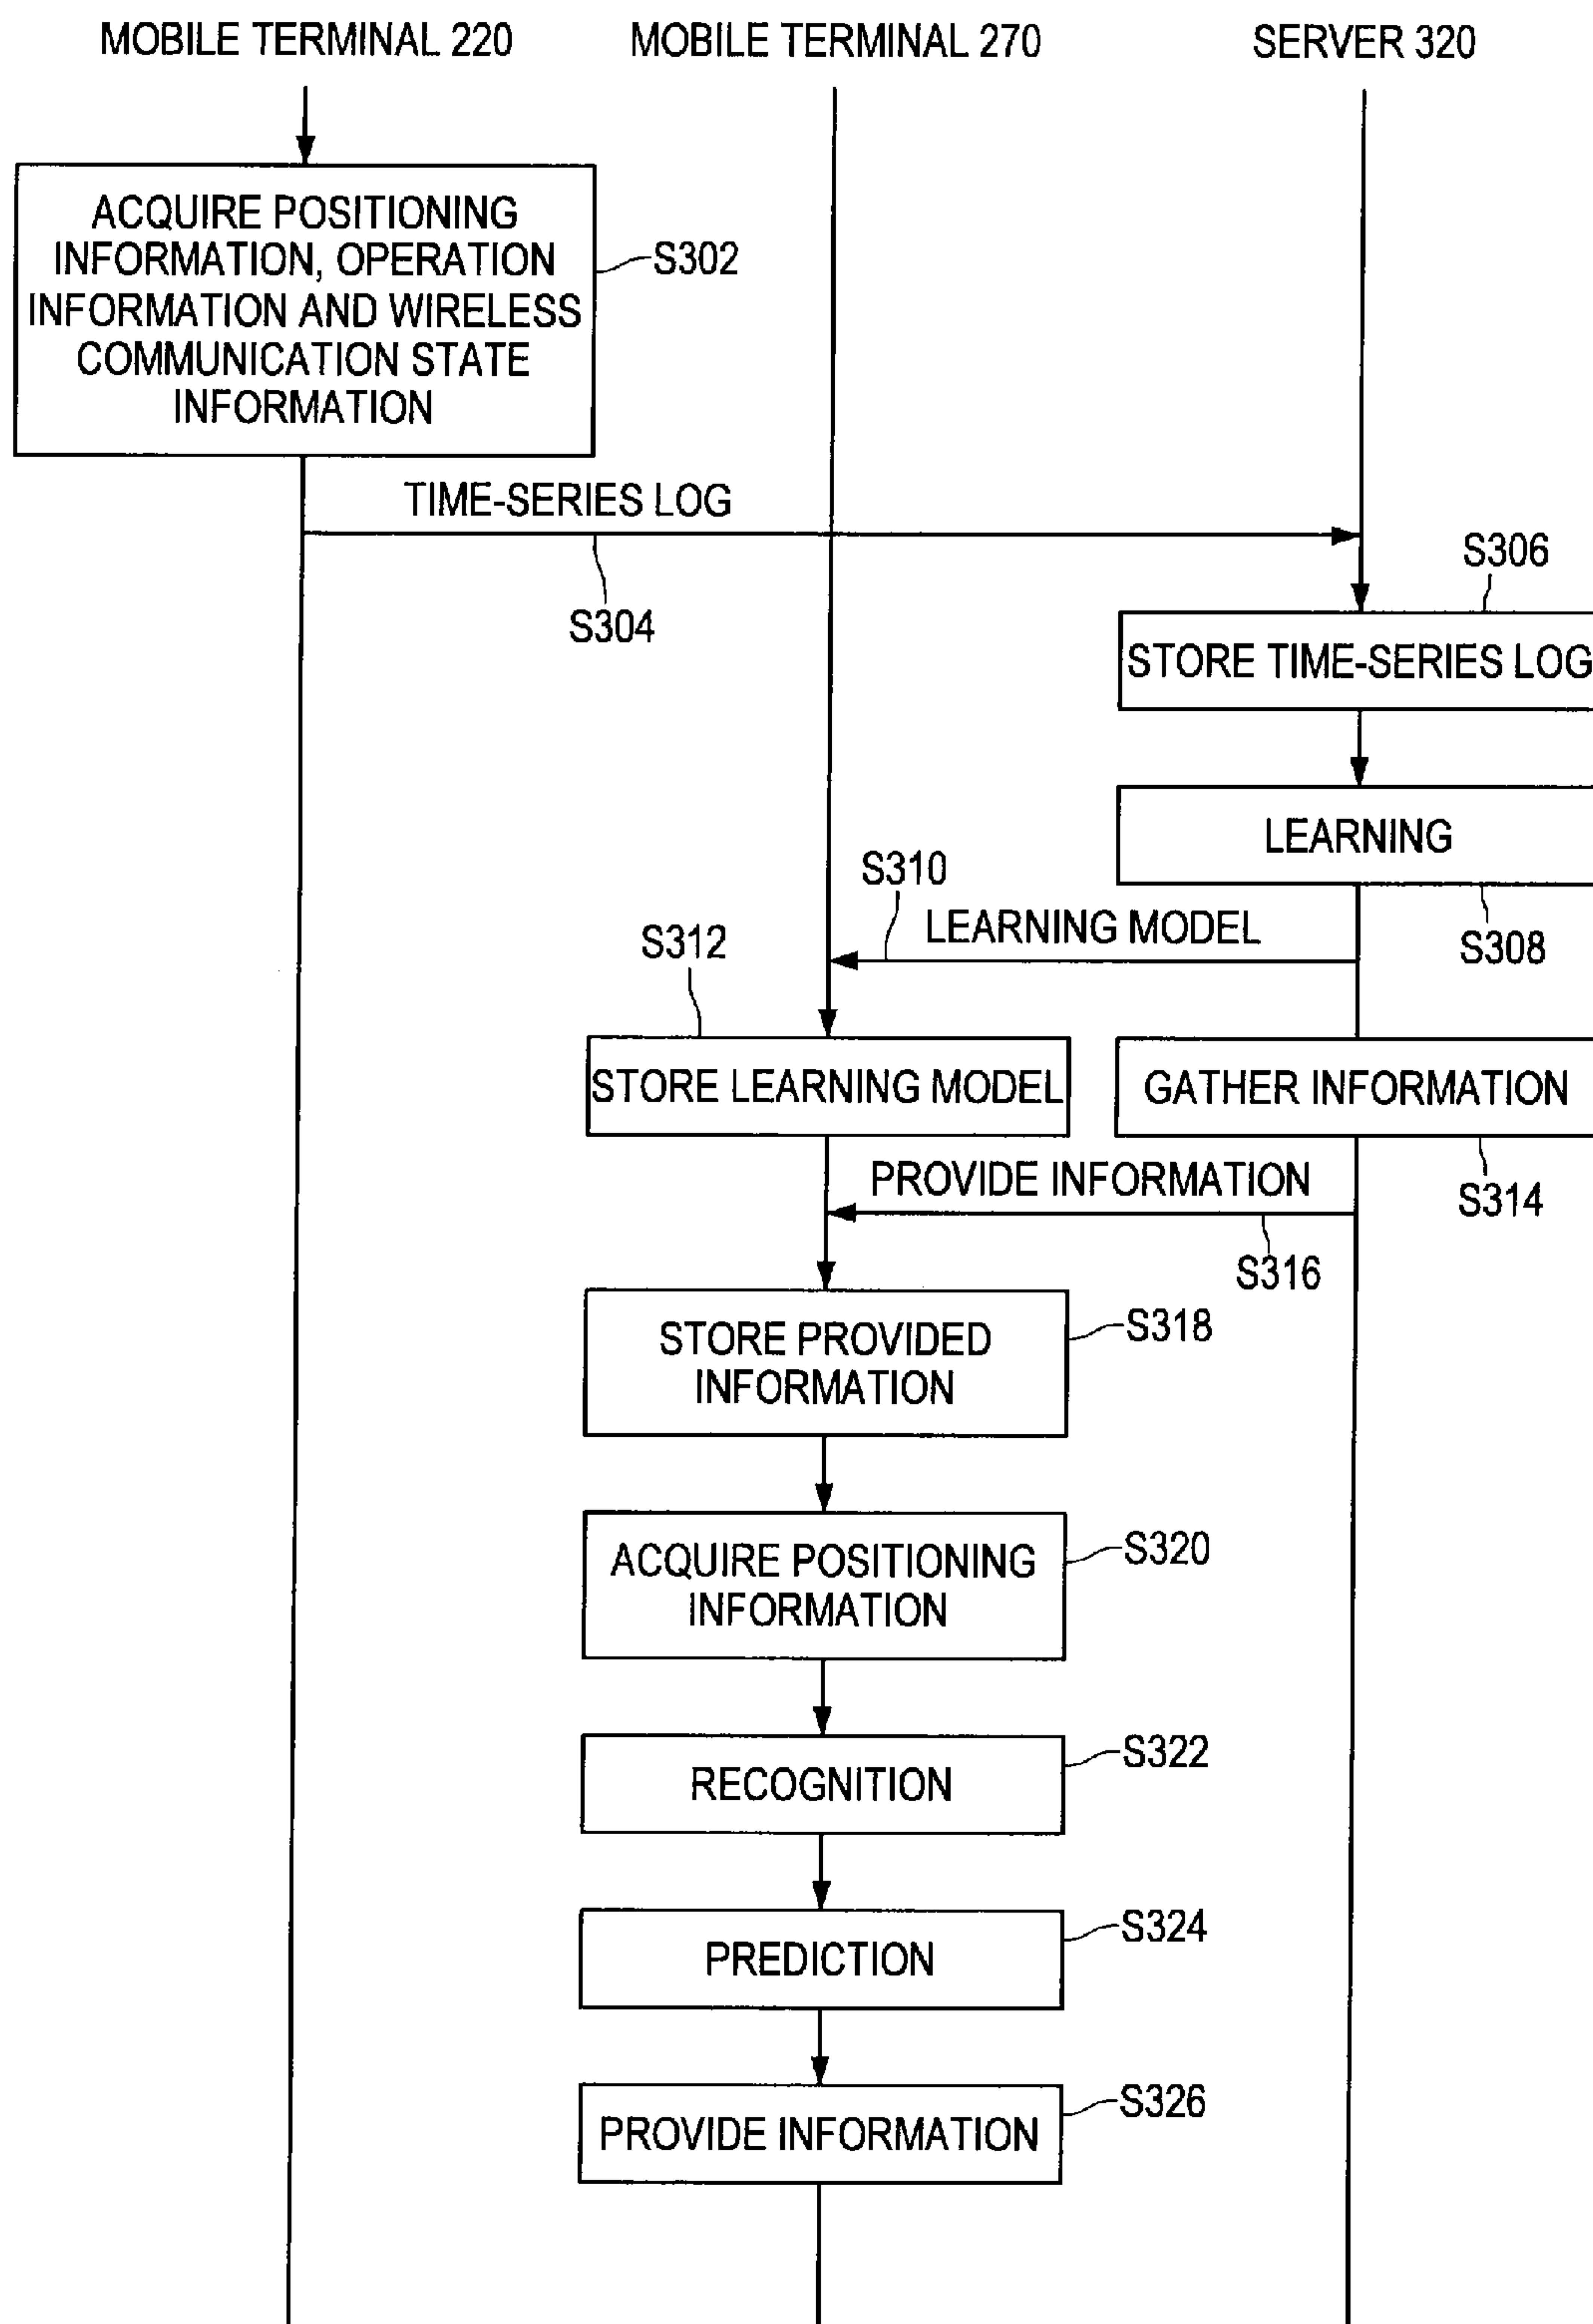 MOBILE TERMINAL 220
MOBILE TERMINAL 270
SERVER 320
ACQUIRE POSITIONING
INFORMATION, OPERATION
INFORMATION AND WIRELESS
COMMUNICATION STATE
INFORMATION
S302
TIME-SERIES LOG
S304
S306
STORE TIME-SERIES LOG
LEARNING
S308
S310
LEARNING MODEL
S312
STORE LEARNING MODEL
GATHER INFORMATION
S314
PROVIDE INFORMATION
S316
STORE PROVIDED
INFORMATION
S318
ACQUIRE POSITIONING
INFORMATION
S320
RECOGNITION
S322
PREDICTION
S324
PROVIDE INFORMATION
S326